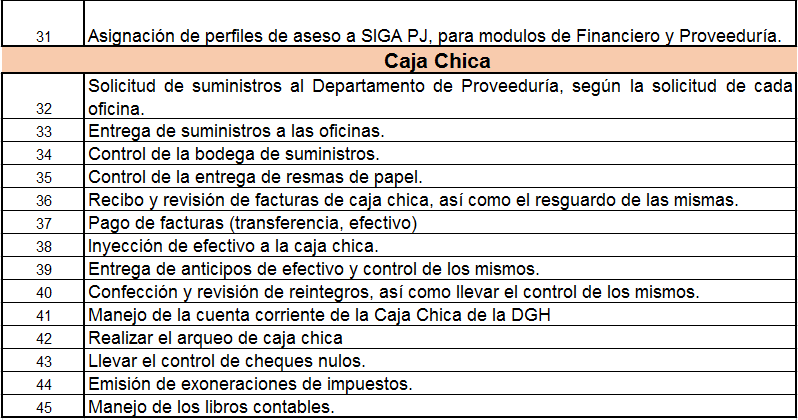 31 Asignación de perfiles de aseso a SIGA PJ, para modulos de Financiero y Proveeduría.
Caja Chica
Solicitud de suministros al Departamento de Proveeduría, según la solicitud de cada
32 oficina.
33 Entrega de suministros a las oficinas.
34 Control de la bodega de suministros.
35 Control de la entrega de resmas de papel.
36 Recibo y revisión de facturas de caja chica, así como el resguardo de las mismas.
37 Pago de facturas (transferencia, efectivo)
38 Inyección de efectivo a la caja chica.
39 Entrega de anticipos de efectivo y control de los mismos.
40 Confección y revisión de reintegros, así como llevar el control de los mismos.
41 Manejo de la cuenta corriente de la Caja Chica de la DGH
42 Realizar el arqueo de caja chica
43 Llevar el control de cheques nulos.
44 Emisión de exoneraciones de impuestos.
45 Manejo de los libros contables.